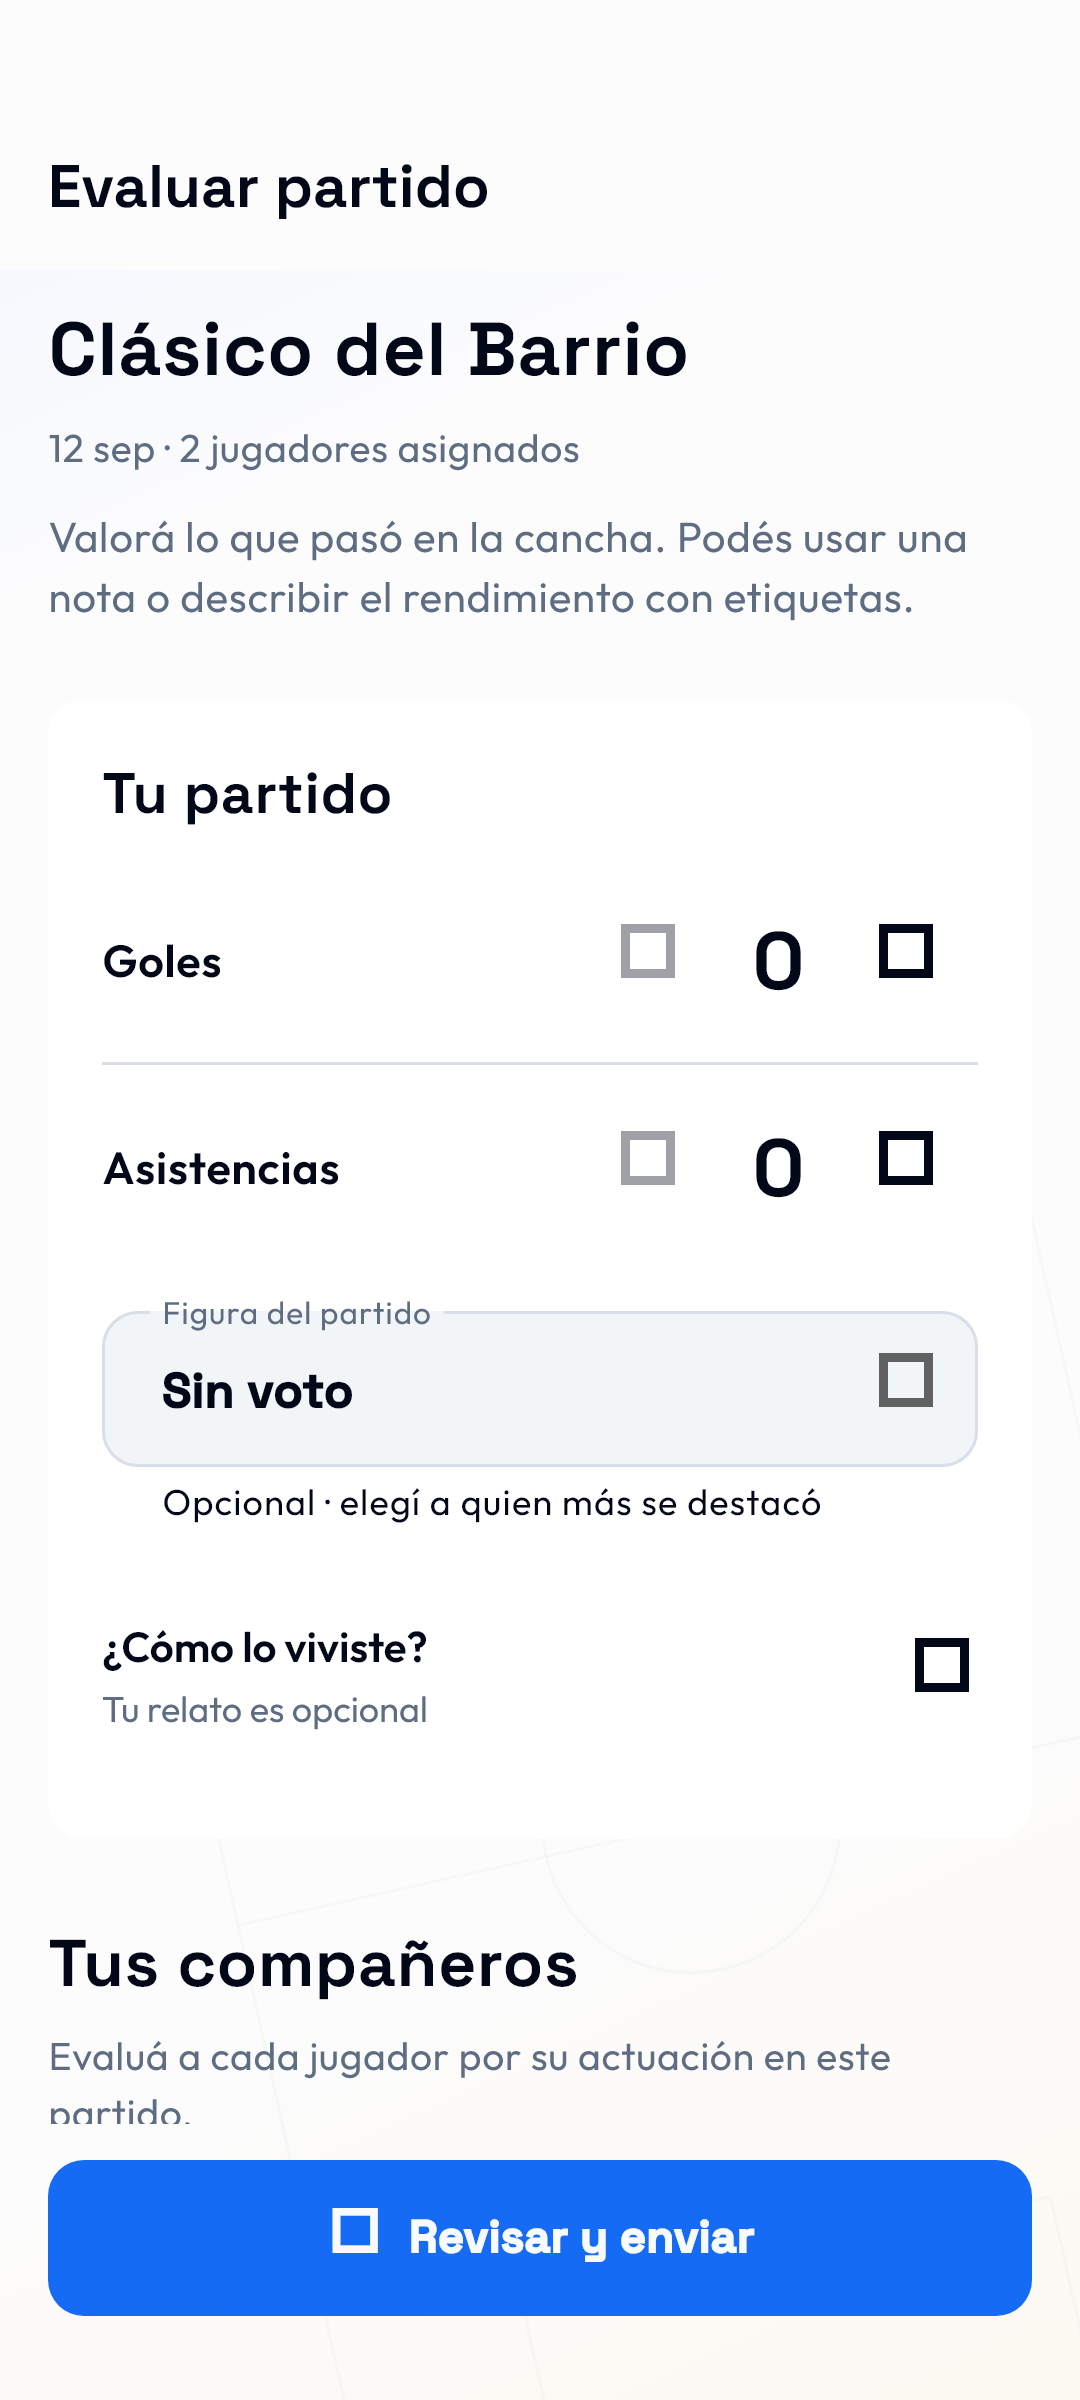 Evaluar partido
Clásico del Barrio
12 sep · 2 jugadores asignados
Valorá lo que pasó en la cancha. Podés usar una
nota o describir el rendimiento con etiquetas.
Tu partido
Goles 0
Asistencias 0
Figura del partido
Sin voto
Opcional · elegí a quien más se destacó
¿Cómo lo viviste?
Tu relato es opcional
Tus compañeros
Evaluá a cada jugador por su actuación en este
partido.
Revisar y enviar